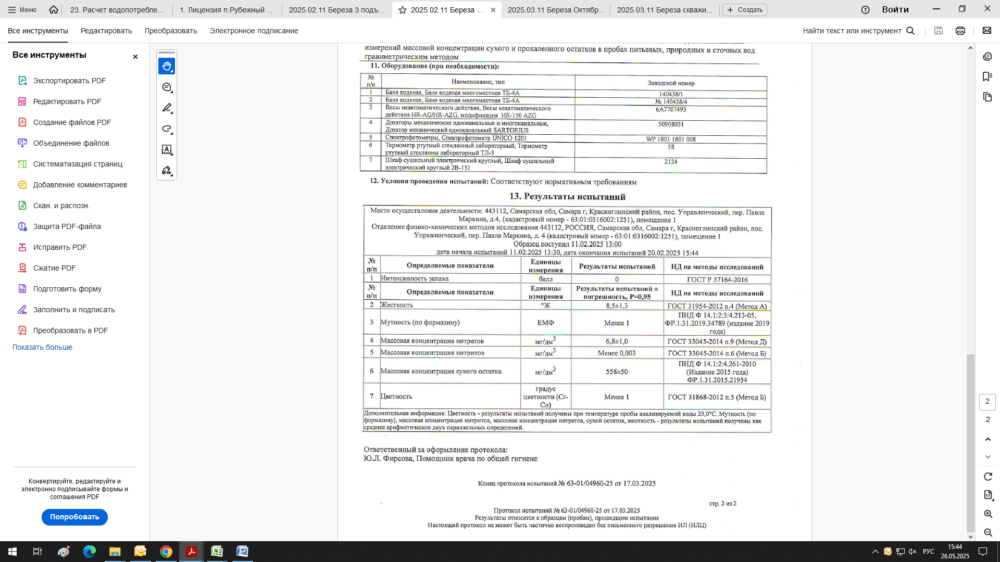 Меню
23. Расчет водопотребле...
1. Лицензия п.Рубежный ...
2025.02.11 Береза 3 подъ...
2025.02.11 Береза ...
2025.03.11 Береза Октябр...
2025.03.11 Береза скважи...
Создать
Войти
Все инструменты
Редактировать
Преобразовать
Электронное подписание
Найти текст или инструмент
Все инструменты
Экспортировать PDF
Редактировать PDF
Создание файлов PDF
Объединение файлов
Систематизация страниц
Добавление комментариев
Скан. и распозн.
Защита PDF-файла
Исправить PDF
Сжатие PDF
Подготовить форму
Заполнить и подписать
Преобразовать в PDF
Показать больше
Конвертируйте, редактируйте и
электронно подписывайте формы и
соглашения PDF
Попробовать
измерений массовой концентрации сухого и прокаленного остатков в пробах питьевых, природных и сточных вод
гравиметрическим методом
11. Оборудование (при необходимости):
№ п/п Наименование, тип Заводской номер
1 Баня водяная, Баня водяная многоместная ТБ-4А 140438/1
2 Баня водяная, Баня водяная многоместная ТБ-4А № 140438/4
3 Весы неавтоматического действия, Весы неавтоматического 6А7707493
действия HR-AG/HR-AZG, модификация HR-150 AZG
4 Дозаторы механические одноканальные и многоканальные, 50908031
Дозатор механический одноканальный SARTORIUS
5 Спектрофотометры, Спектрофотометр UNICO 1201 WP 1801 1801 008
6 Термометр ртутный стеклянный лабораторный, Термометр 58
ртутный стеклянны лабораторный ТЛ-5
7 Шкаф сушильный электрический круглый, Шкаф сушильный 2124
электрический круглый 2В-151
12. Условия проведения испытаний: Соответствуют нормативным требованиям
13. Результаты испытаний
Место осуществления деятельности: 443112, Самарская обл, Самара г, Красноглинский район, пос. Управленческий, пер. Павла
Маркина, д.4, (кадастровый номер - 63:01:0316002:1251), помещение 1
Отделение физико-химических методов исследования 443112, РОССИЯ, Самарская обл, Самара г, Красноглинский район, пос.
Управленческий, пер. Павла Маркина, д. 4 (кадастровый номер - 63:01:0316002:1251), помещение 1
Образец поступил 11.02.2025 13:00
дата начала испытаний 11.02.2025 13:30, дата окончания испытаний 20.02.2025 15:44
№ п/п Определяемые показатели Единицы измерения Результаты испытаний НД на методы исследований
1 Интенсивность запаха балл 0 ГОСТ Р 57164-2016
№ п/п Определяемые показатели Единицы измерения Результаты испытаний ± погрешность, P=0,95 НД на методы исследований
2 Жесткость °Ж 8,5±1,3 ГОСТ 31954-2012 п.4 (Метод А)
3 Мутность (по формазину) ЕМФ Менее 1 ПНД Ф 14.1:2:3:4.213-05,
ФР.1.31.2019.34789 (издание 2019
года)
4 Массовая концентрация нитратов мг/дм3 6,8±1,0 ГОСТ 33045-2014 п.9 (Метод Д)
5 Массовая концентрация нитритов мг/дм3 Менее 0,003 ГОСТ 33045-2014 п.6 (Метод Б)
6 Массовая концентрация сухого остатка мг/дм3 558±50 ПНД Ф 14.1:2:4.261-2010
(Издание 2015 года)
ФР.1.31.2015.21954
7 Цветность градус цветности (Cr-Co) Менее 1 ГОСТ 31868-2012 п.5 (Метод Б)
Дополнительная информация: Цветность - результаты испытаний получены при температуре пробы анализируемой воды 23,0°С. Мутность (по
формазину), массовая концентрация нитритов, массовая концентрация нитратов, сухой остаток, жесткость - результаты испытаний получены как
среднее арифметическое двух параллельных определений.
Ответственный за оформление протокола:
Ю.Л. Фирсова, Помощник врача по общей гигиене
Конец протокола испытаний № 63-01/04960-25 от 17.03.2025
стр. 2 из 2
Протокол испытаний № 63-01/04960-25 от 17.03.2025
Результаты относятся к образцам (пробам), прошедшим испытания
Настоящий протокол не может быть частично воспроизведен без письменного разрешения ИЛ (ИЛЦ)
2
2
РУС
15:44
26.05.2025